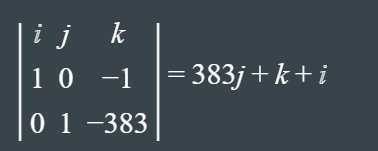 i j k
1 0 −1 = 383j + k + i
0 1 −383